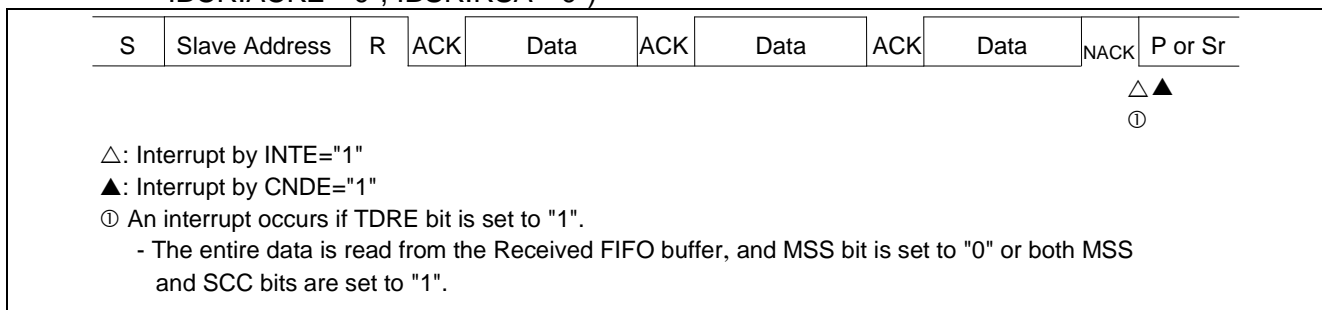 S Slave Address R ACK Data ACK Data ACK Data NACK P or Sr
△▲
①
△: Interrupt by INTE="1"
▲: Interrupt by CNDE="1"
① An interrupt occurs if TDRE bit is set to "1".
- The entire data is read from the Received FIFO buffer, and MSS bit is set to "0" or both MSS
and SCC bits are set to "1".